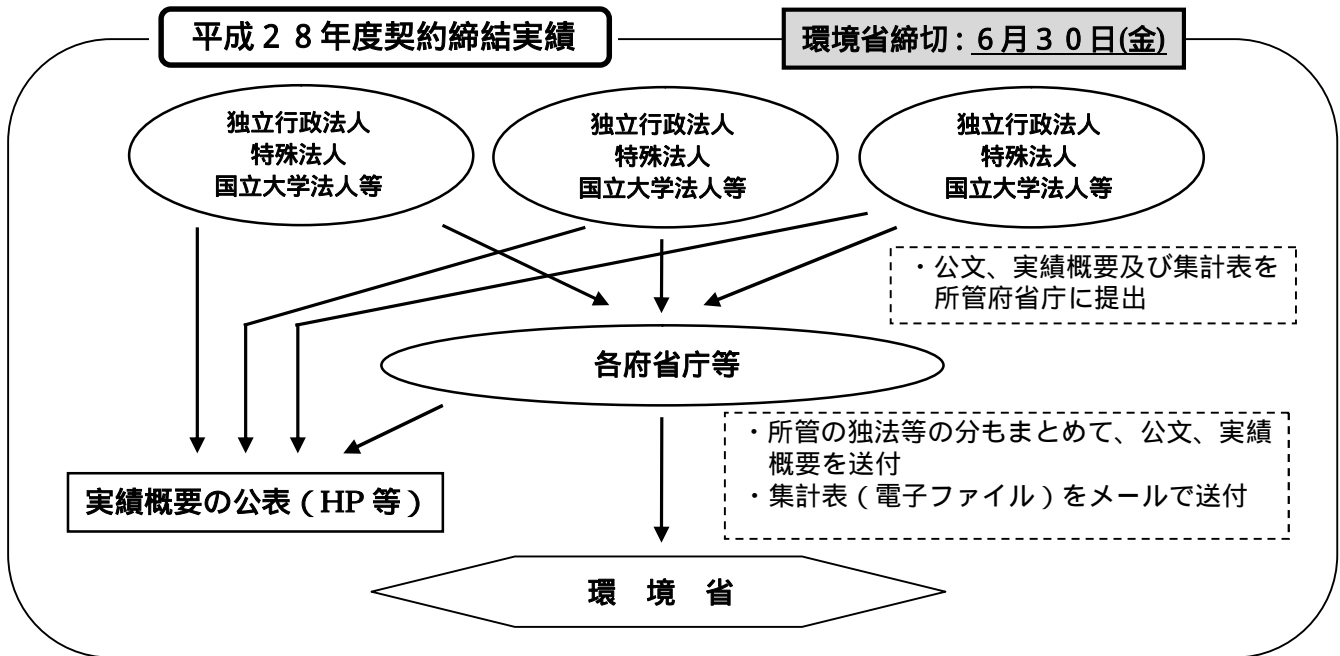 平成２８年度契約締結実績
環境省締切：６月３０日(金)
独立行政法人
特殊法人
国立大学法人等
独立行政法人
特殊法人
国立大学法人等
独立行政法人
特殊法人
国立大学法人等
・公文、実績概要及び集計表を
所管府省庁に提出
各府省庁等
・所管の独法等の分もまとめて、公文、実績
概要を送付
・集計表（電子ファイル）をメールで送付
実績概要の公表（HP 等）
環　境　省